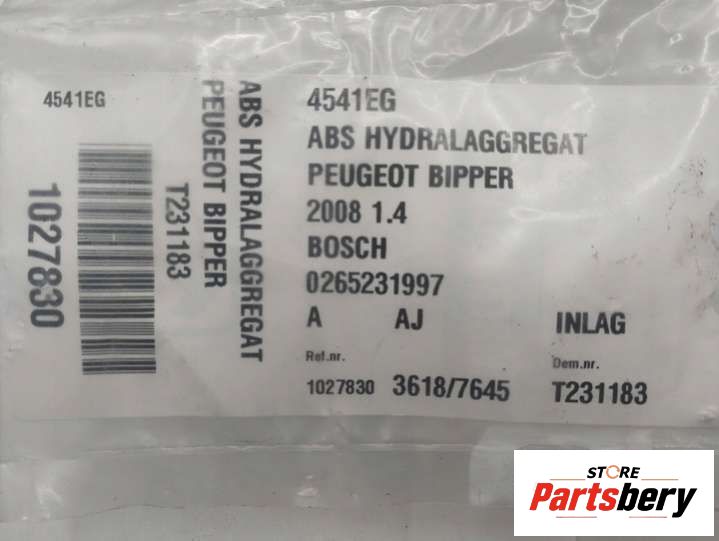 4541EG
1027830
T231183
PEUGEOT BIPPER
ABS HYDRALAGGREGAT
4541EG
ABS HYDRALAGGREGAT
PEUGEOT BIPPER
2008 1.4
BOSCH
0265231997
A AJ INLAG
Ref.nr. Dem.nr.
1027830 3618/7645 T231183
STORE
Partsbery